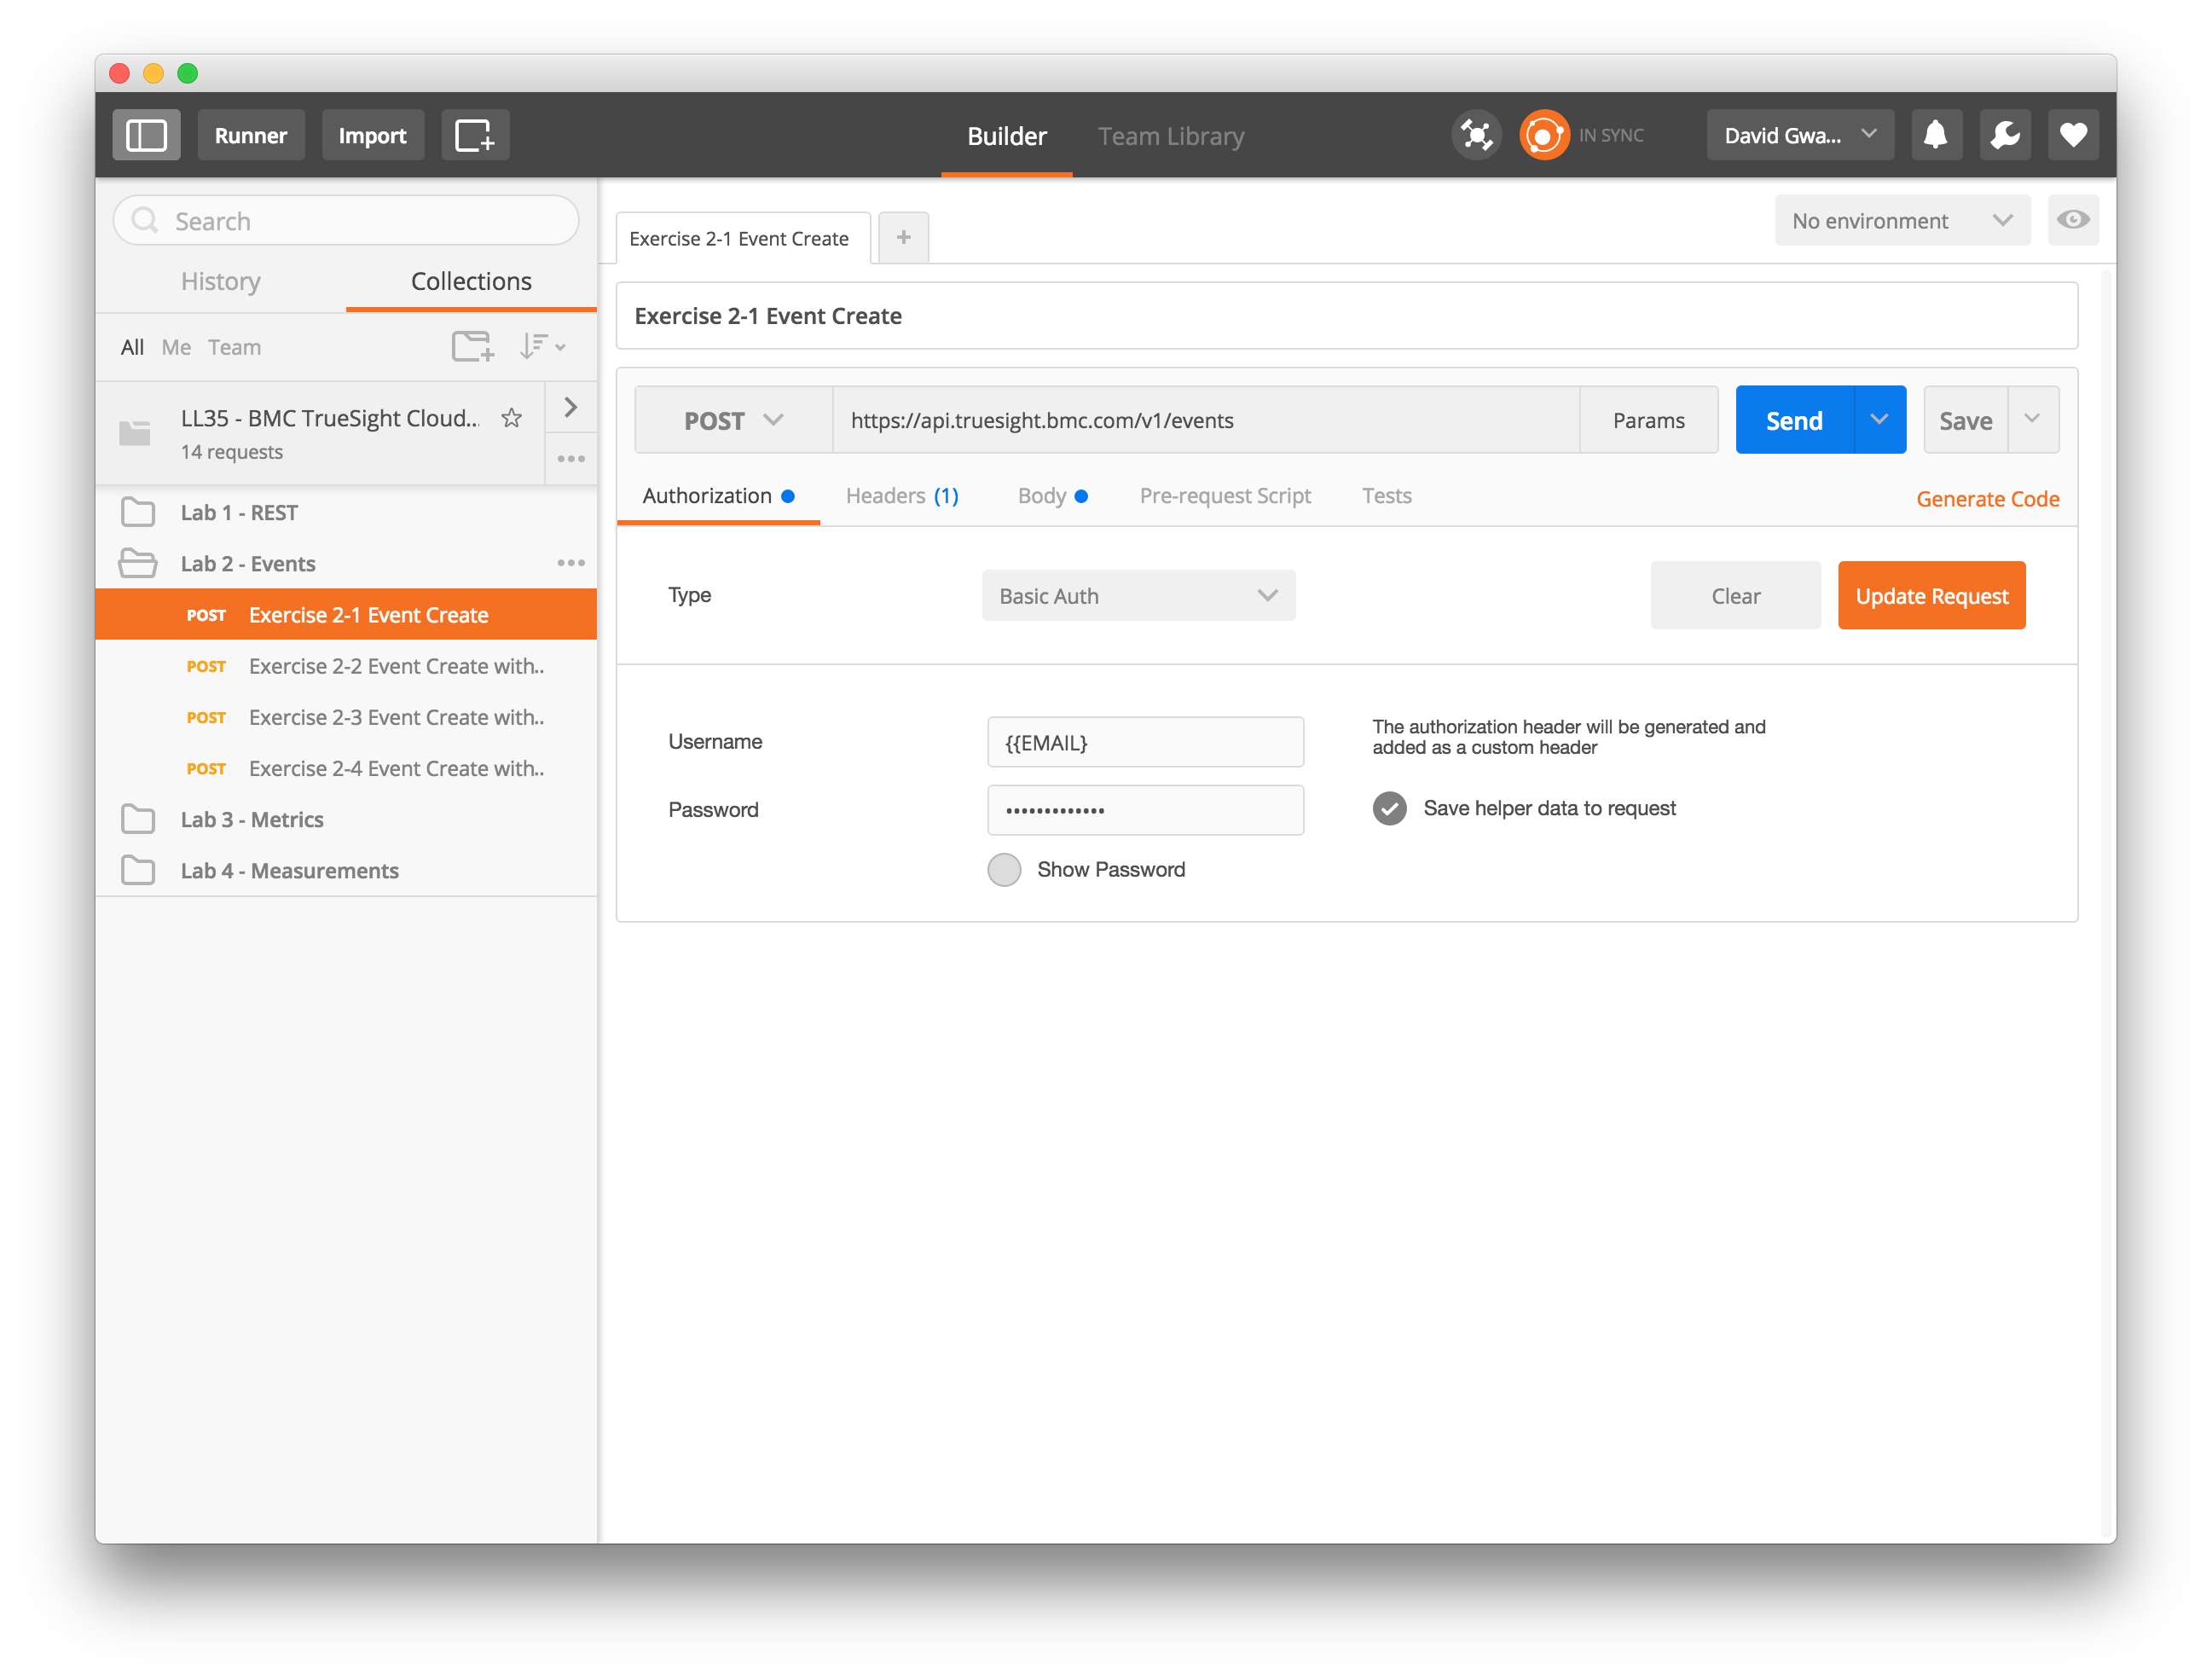 Runner
Import
Builder
Team Library
IN SYNC
David Gwa...
Search
History
Collections
All Me Team
LL35 - BMC TrueSight Cloud..
14 requests
Lab 1 - REST
Lab 2 - Events
POST Exercise 2-1 Event Create
POST Exercise 2-2 Event Create with..
POST Exercise 2-3 Event Create with..
POST Exercise 2-4 Event Create with..
Lab 3 - Metrics
Lab 4 - Measurements
Exercise 2-1 Event Create
+
No environment
Exercise 2-1 Event Create
POST
https://api.truesight.bmc.com/v1/events
Params
Send
Save
Authorization
Headers (1)
Body
Pre-request Script
Tests
Generate Code
Type
Basic Auth
Clear
Update Request
Username
{{EMAIL}
The authorization header will be generated and
added as a custom header
Password
•••••••••••••
Save helper data to request
Show Password